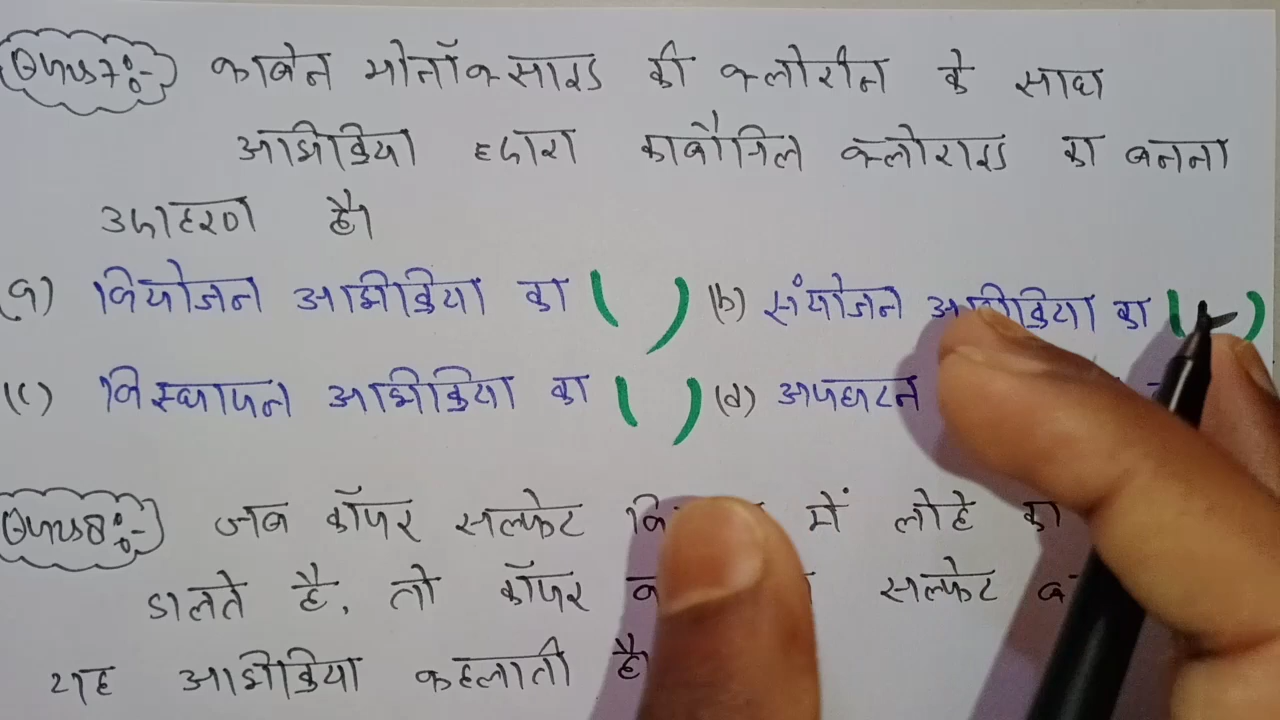 Ques7:- कार्बन मोनॉक्साइड की क्लोरीन के साथ
अभिक्रिया द्वारा कार्बोनिल क्लोराइड का बनना
उदाहरण है।
(a) वियोजन अभिक्रिया का ( ) (b) संयोजन अभिक्रिया का ( )
(c) विस्थापन अभिक्रिया का ( ) (d) अपघटन
Ques8:- जब कॉपर सल्फेट में लोहे का
डालते है, तो कॉपर सल्फेट
यह अभिक्रिया कहलाती है